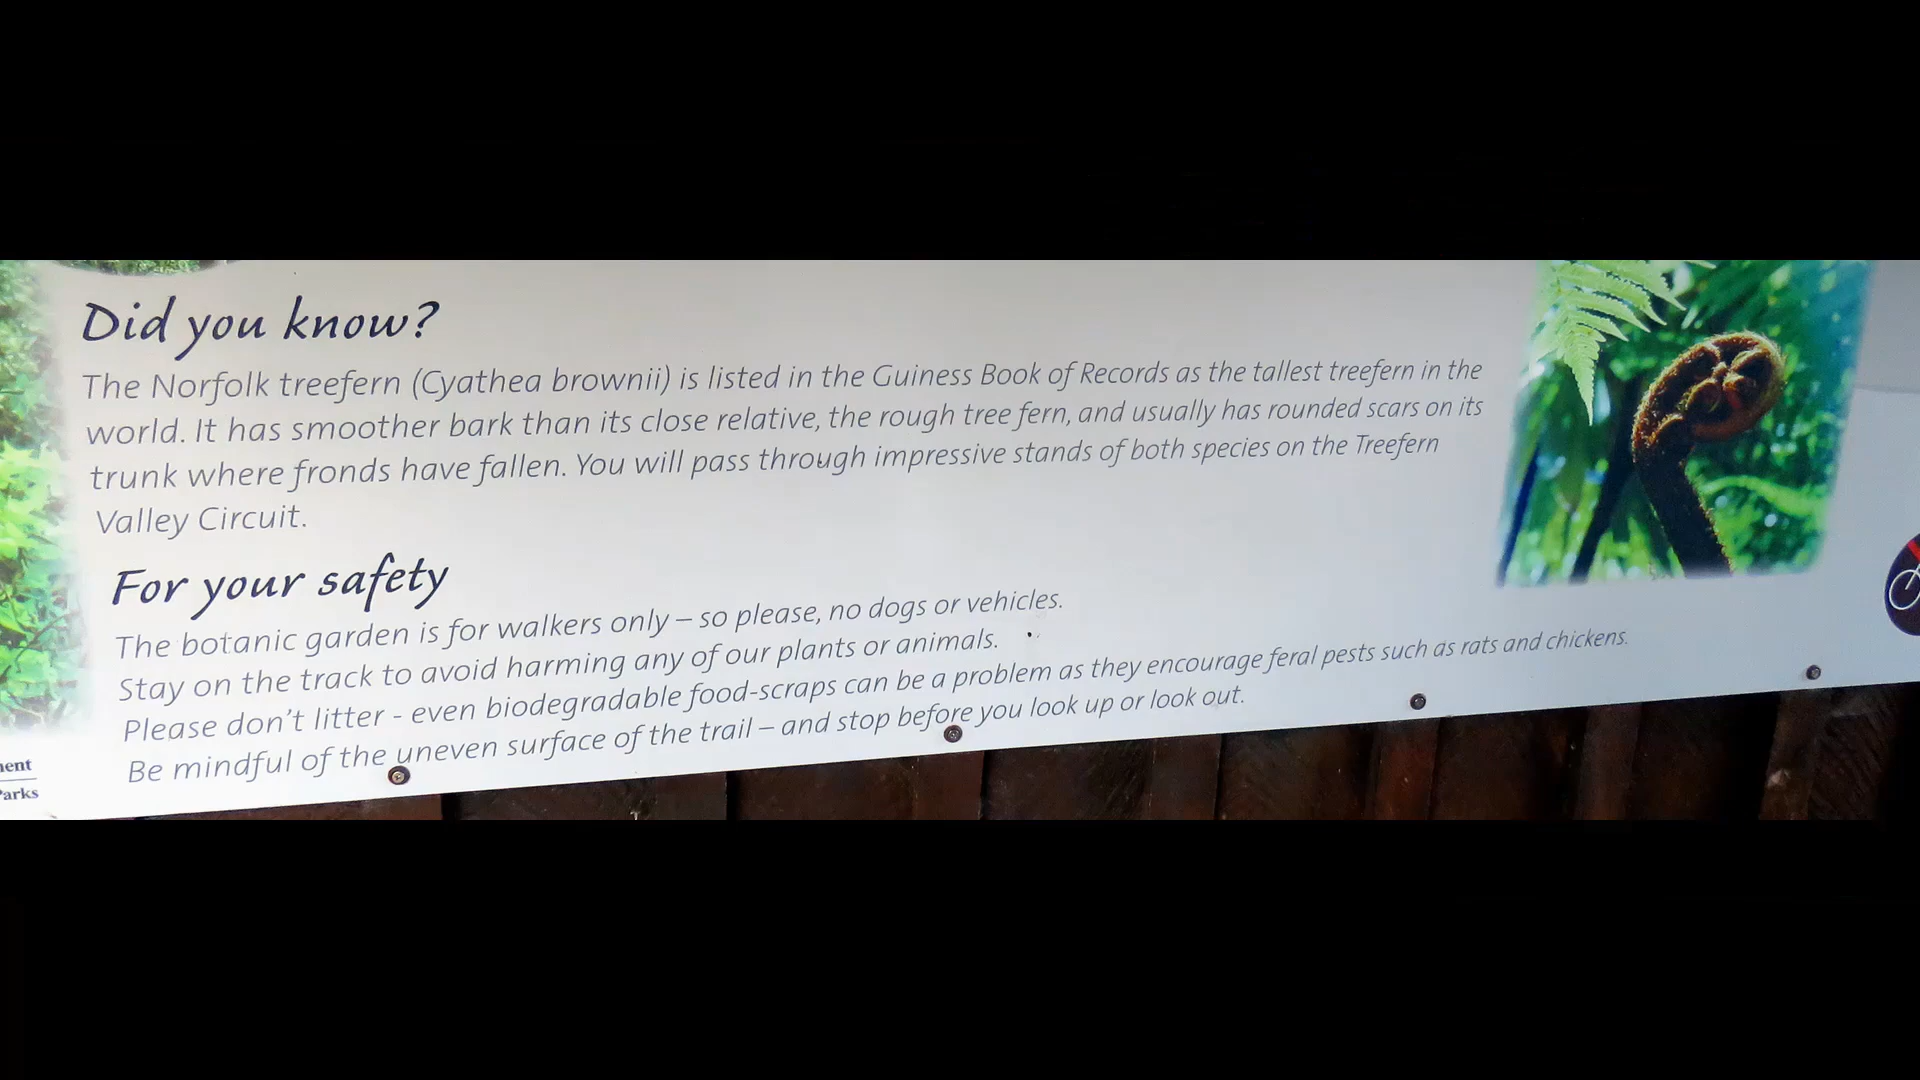 Did you know?
The Norfolk treefern (Cyathea brownii) is listed in the Guiness Book of Records as the tallest treefern in the
world. It has smoother bark than its close relative, the rough tree fern, and usually has rounded scars on its
trunk where fronds have fallen. You will pass through impressive stands of both species on the Treefern
Valley Circuit.
For your safety
The botanic garden is for walkers only – so please, no dogs or vehicles.
Stay on the track to avoid harming any of our plants or animals.
Please don't litter - even biodegradable food-scraps can be a problem as they encourage feral pests such as rats and chickens.
Be mindful of the uneven surface of the trail – and stop before you look up or look out.